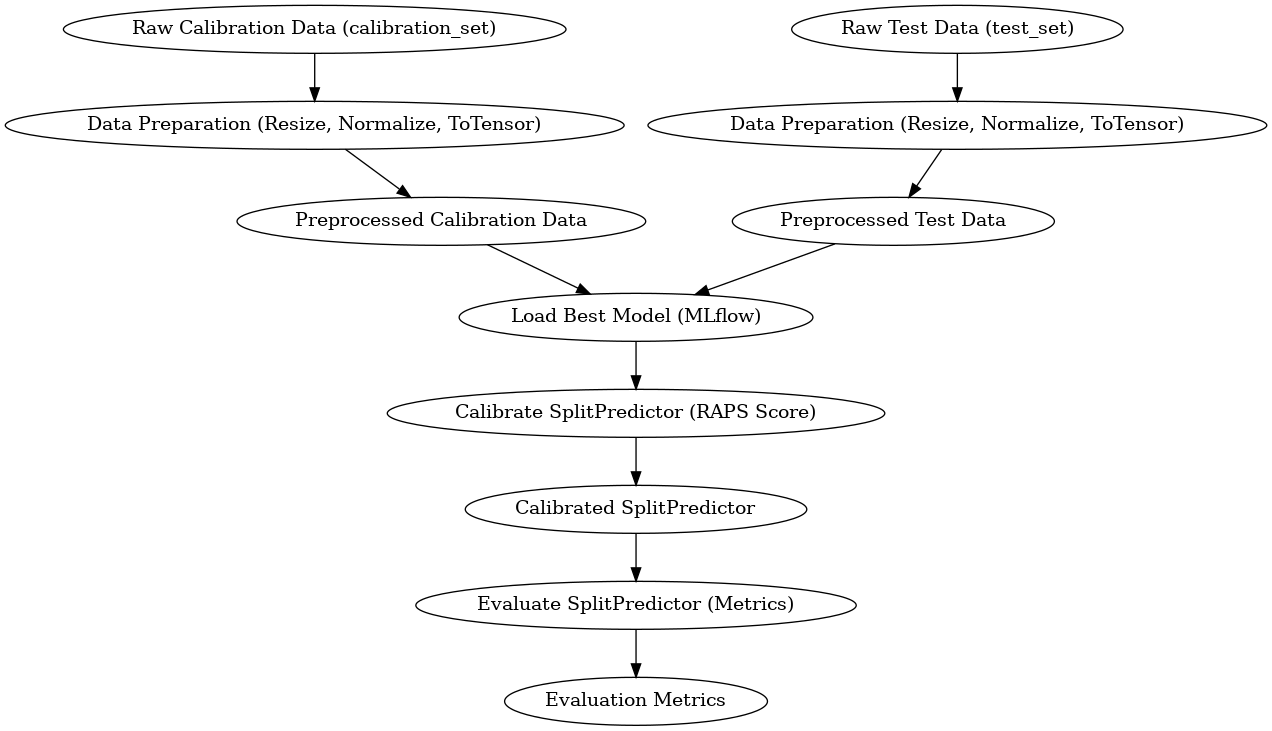 Raw Calibration Data (calibration_set)
Raw Test Data (test_set)
Data Preparation (Resize, Normalize, ToTensor)
Data Preparation (Resize, Normalize, ToTensor)
Preprocessed Calibration Data
Preprocessed Test Data
Load Best Model (MLflow)
Calibrate SplitPredictor (RAPS Score)
Calibrated SplitPredictor
Evaluate SplitPredictor (Metrics)
Evaluation Metrics